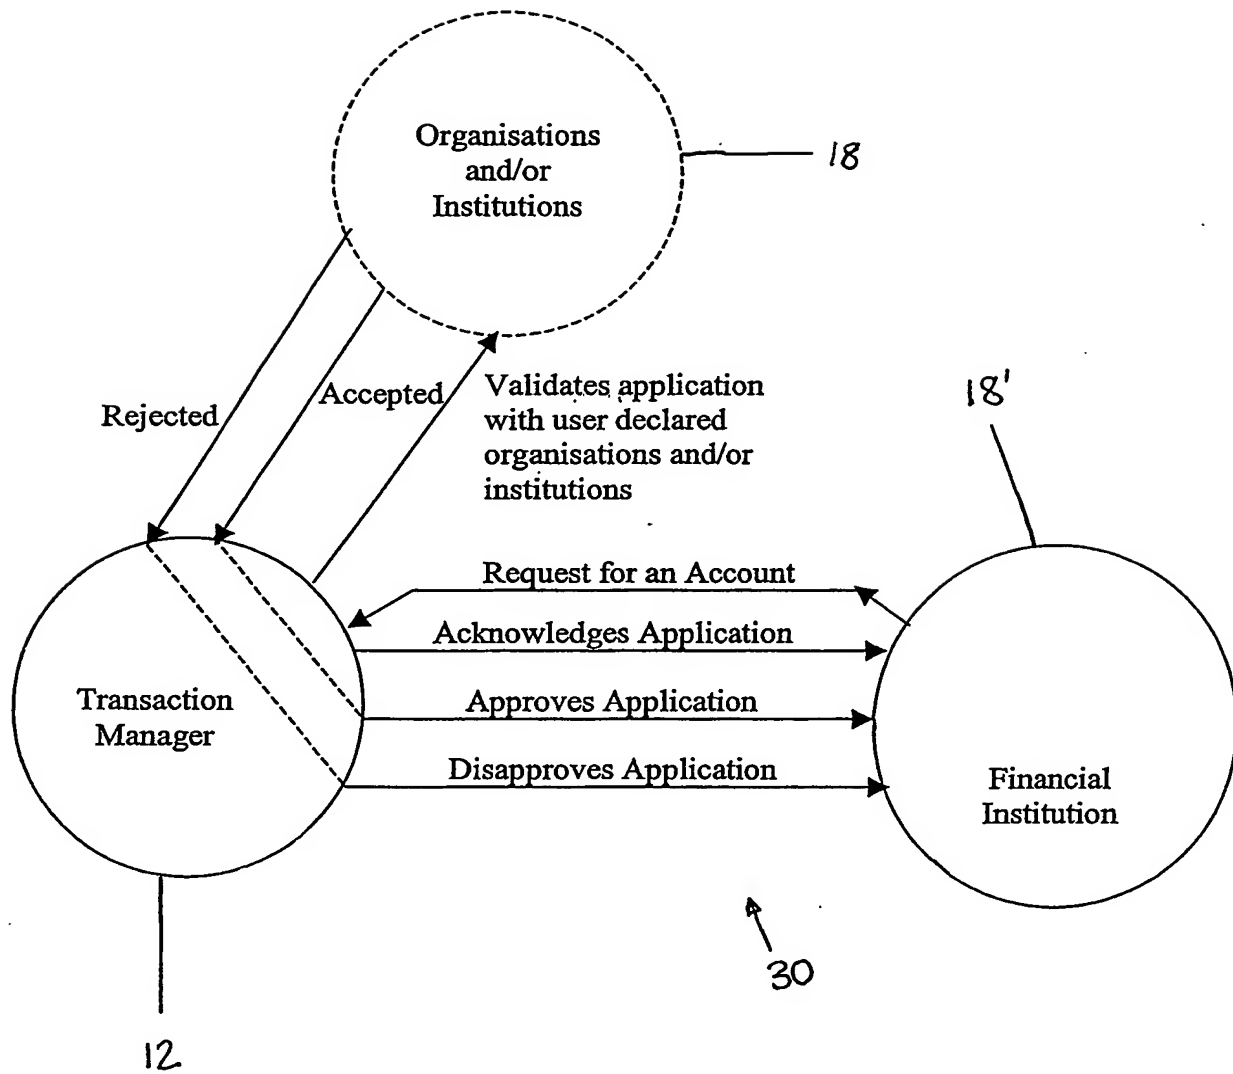 Organisations
and/or
Institutions
18
Rejected
Accepted
Validates application
with user declared
organisations and/or
institutions
18'
Request for an Account
Acknowledges Application
Approves Application
Disapproves Application
Transaction
Manager
Financial
Institution
30
12